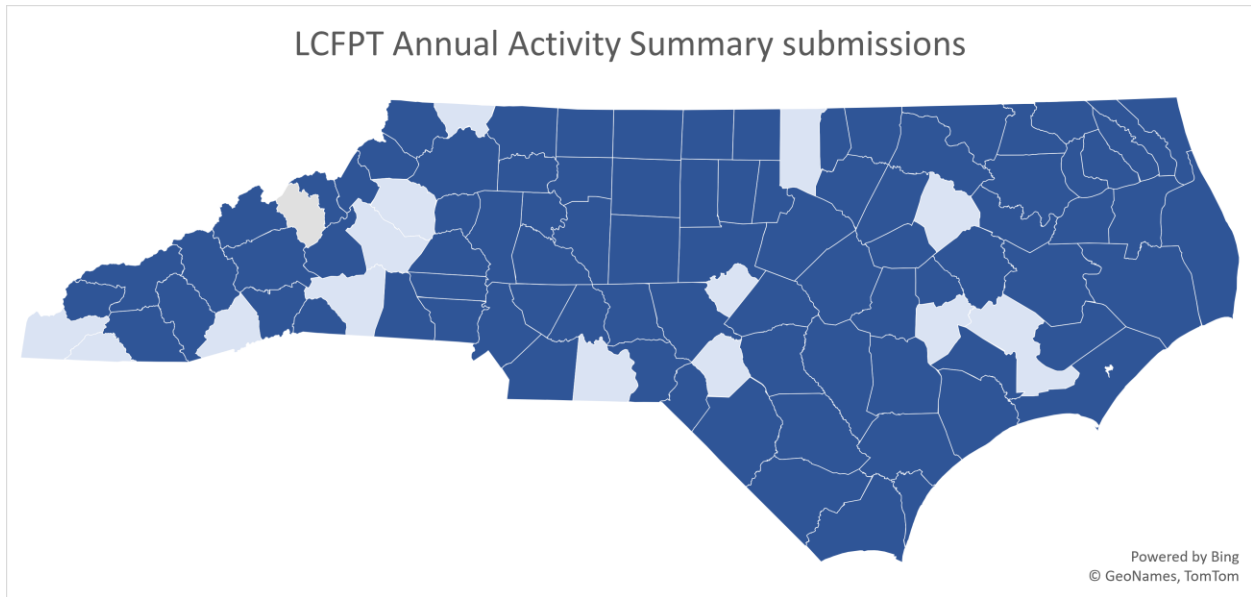 LCFPT Annual Activity Summary submissions
Powered by Bing
© GeoNames, TomTom